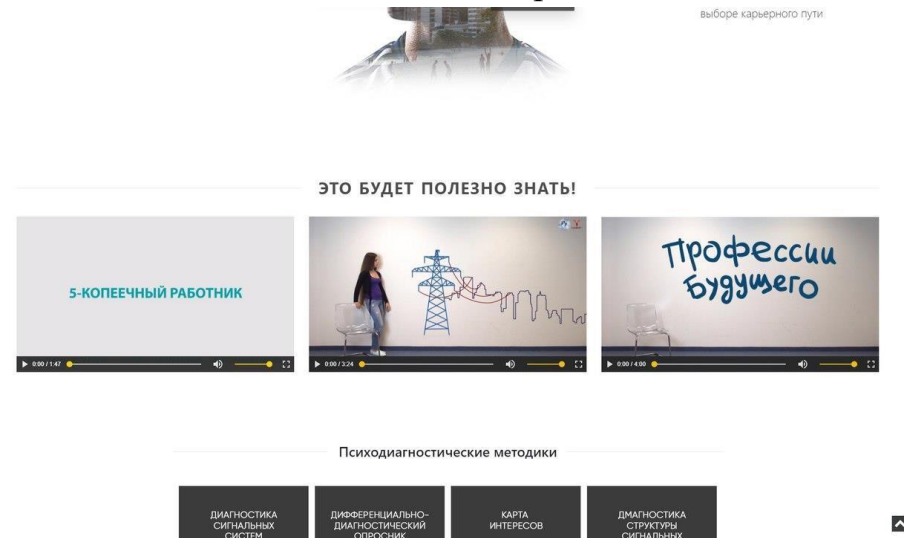 выборе карьерного пути
ЭТО БУДЕТ ПОЛЕЗНО ЗНАТЬ!
5-КОПЕЕЧНЫЙ РАБОТНИК
Профессии
Будущего
0:00 / 1:47
0:00 / 3:24
0:00 / 4:00
Психодиагностические методики
ДИАГНОСТИКА
СИГНАЛЬНЫХ
СИСТЕМ
ДИФФЕРЕНЦИАЛЬНО-
ДИАГНОСТИЧЕСКИЙ
ОПРОСНИК
КАРТА
ИНТЕРЕСОВ
ДМАГНОСТИКА
СТРУКТУРЫ
СИГНАЛЬНЫХ